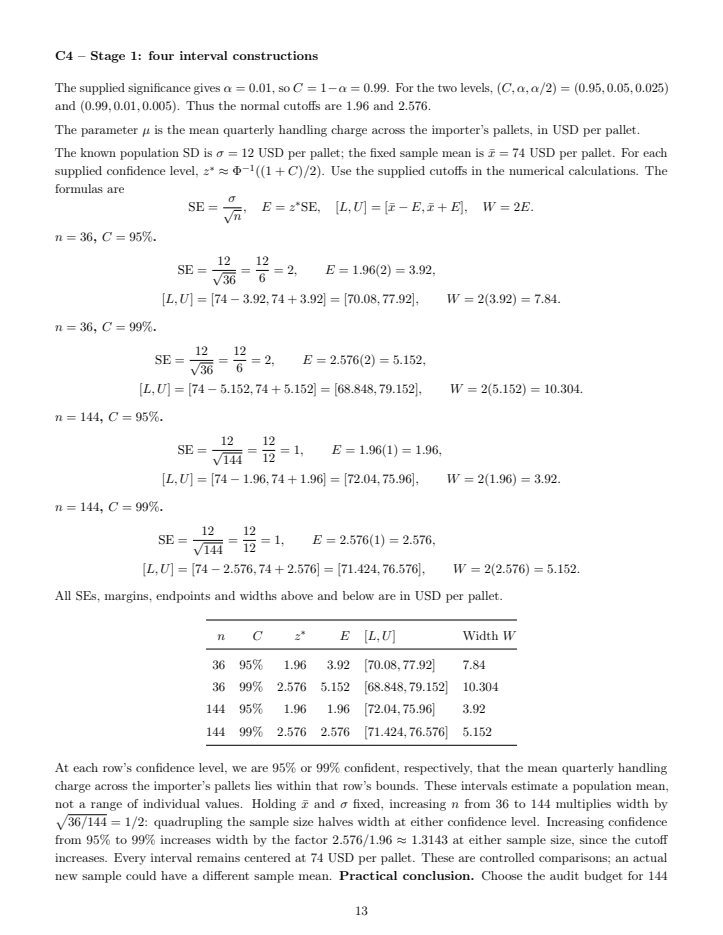 C4 – Stage 1: four interval constructions
The supplied significance gives α = 0.01, so C = 1−α = 0.99. For the two levels, (C, α, α/2) = (0.95, 0.05, 0.025)
and (0.99, 0.01, 0.005). Thus the normal cutoffs are 1.96 and 2.576.
The parameter μ is the mean quarterly handling charge across the importer's pallets, in USD per pallet.
The known population SD is σ = 12 USD per pallet; the fixed sample mean is x̄ = 74 USD per pallet. For each
supplied confidence level, z* ≈ Φ⁻¹((1 + C)/2). Use the supplied cutoffs in the numerical calculations. The
formulas are
SE = σ/√n, E = z*SE, [L, U] = [x̄ − E, x̄ + E], W = 2E.
n = 36, C = 95%.
SE = 12/√36 = 12/6 = 2, E = 1.96(2) = 3.92,
[L, U] = [74 − 3.92, 74 + 3.92] = [70.08, 77.92], W = 2(3.92) = 7.84.
n = 36, C = 99%.
SE = 12/√36 = 12/6 = 2, E = 2.576(2) = 5.152,
[L, U] = [74 − 5.152, 74 + 5.152] = [68.848, 79.152], W = 2(5.152) = 10.304.
n = 144, C = 95%.
SE = 12/√144 = 12/12 = 1, E = 1.96(1) = 1.96,
[L, U] = [74 − 1.96, 74 + 1.96] = [72.04, 75.96], W = 2(1.96) = 3.92.
n = 144, C = 99%.
SE = 12/√144 = 12/12 = 1, E = 2.576(1) = 2.576,
[L, U] = [74 − 2.576, 74 + 2.576] = [71.424, 76.576], W = 2(2.576) = 5.152.
All SEs, margins, endpoints and widths above and below are in USD per pallet.
n C z* E [L, U] Width W
36 95% 1.96 3.92 [70.08, 77.92] 7.84
36 99% 2.576 5.152 [68.848, 79.152] 10.304
144 95% 1.96 1.96 [72.04, 75.96] 3.92
144 99% 2.576 2.576 [71.424, 76.576] 5.152
At each row's confidence level, we are 95% or 99% confident, respectively, that the mean quarterly handling
charge across the importer's pallets lies within that row's bounds. These intervals estimate a population mean,
not a range of individual values. Holding x̄ and σ fixed, increasing n from 36 to 144 multiplies width by
√36/144 = 1/2: quadrupling the sample size halves width at either confidence level. Increasing confidence
from 95% to 99% increases width by the factor 2.576/1.96 ≈ 1.3143 at either sample size, since the cutoff
increases. Every interval remains centered at 74 USD per pallet. These are controlled comparisons; an actual
new sample could have a different sample mean. Practical conclusion. Choose the audit budget for 144
13